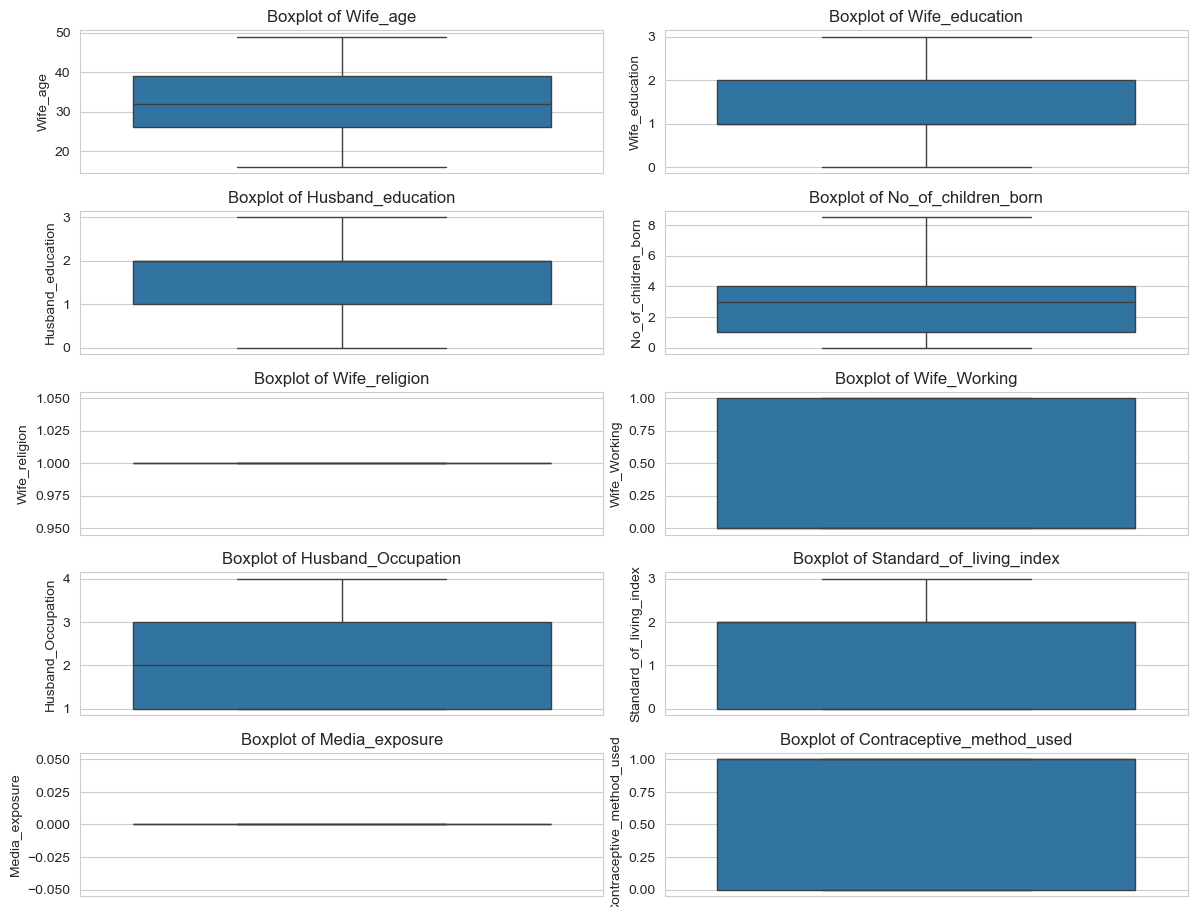 Boxplot of Wife_age
Wife_age
50
40
30
20
Boxplot of Wife_education
Wife_education
3
2
1
0
Boxplot of Husband_education
Husband_education
3
2
1
0
Boxplot of No_of_children_born
No_of_children_born
8
6
4
2
0
Boxplot of Wife_religion
Wife_religion
1.050
1.025
1.000
0.975
0.950
Boxplot of Wife_Working
Wife_Working
1.00
0.75
0.50
0.25
0.00
Boxplot of Husband_Occupation
Husband_Occupation
4
3
2
1
Boxplot of Standard_of_living_index
Standard_of_living_index
3
2
1
0
Boxplot of Media_exposure
Media_exposure
0.050
0.025
0.000
−0.025
−0.050
Boxplot of Contraceptive_method_used
Contraceptive_method_used
1.00
0.75
0.50
0.25
0.00